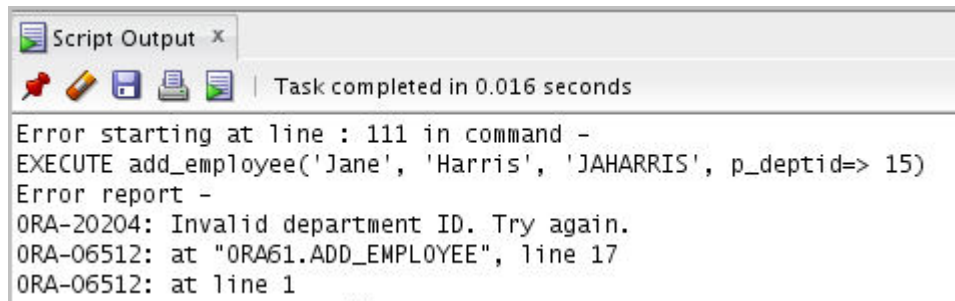 Script Output x
Task completed in 0.016 seconds
Error starting at line : 111 in command -
EXECUTE add_employee('Jane', 'Harris', 'JAHARRIS', p_deptid=> 15)
Error report -
ORA-20204: Invalid department ID. Try again.
ORA-06512: at "ORA61.ADD_EMPLOYEE", line 17
ORA-06512: at line 1